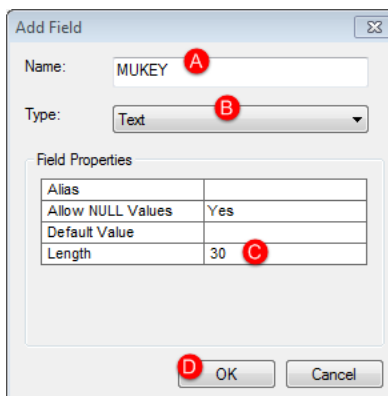 Add Field
Name: MUKEY A
Type: Text B
Field Properties
Alias
Allow NULL Values Yes
Default Value
Length 30 C
D OK Cancel